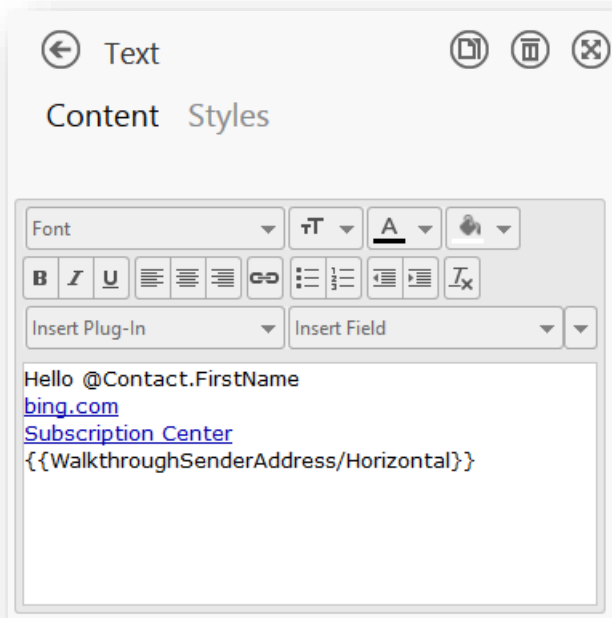 Text
Content Styles
Font
A
B I U
Insert Plug-In Insert Field
Hello @Contact.FirstName
bing.com
Subscription Center
{{WalkthroughSenderAddress/Horizontal}}